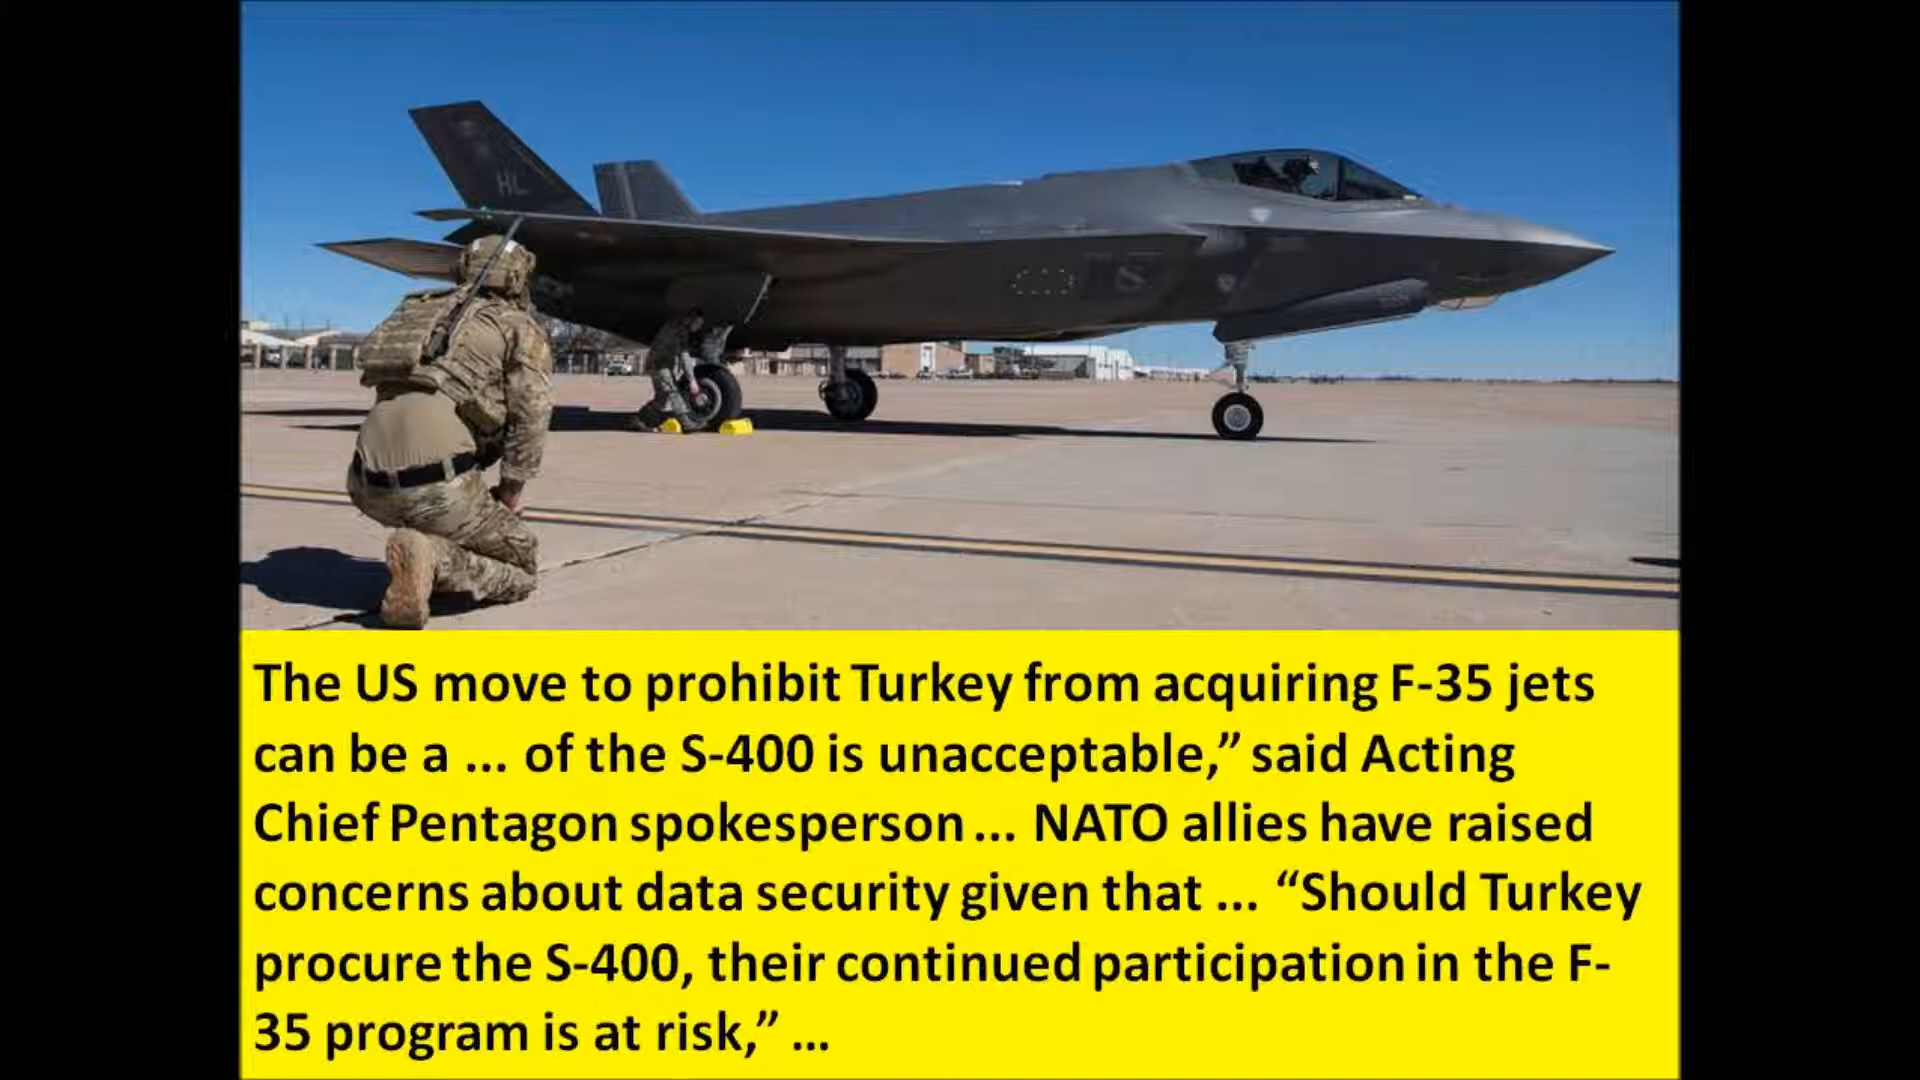 HL
The US move to prohibit Turkey from acquiring F-35 jets
can be a ... of the S-400 is unacceptable,” said Acting
Chief Pentagon spokesperson ... NATO allies have raised
concerns about data security given that ... “Should Turkey
procure the S-400, their continued participation in the F-
35 program is at risk,” ...